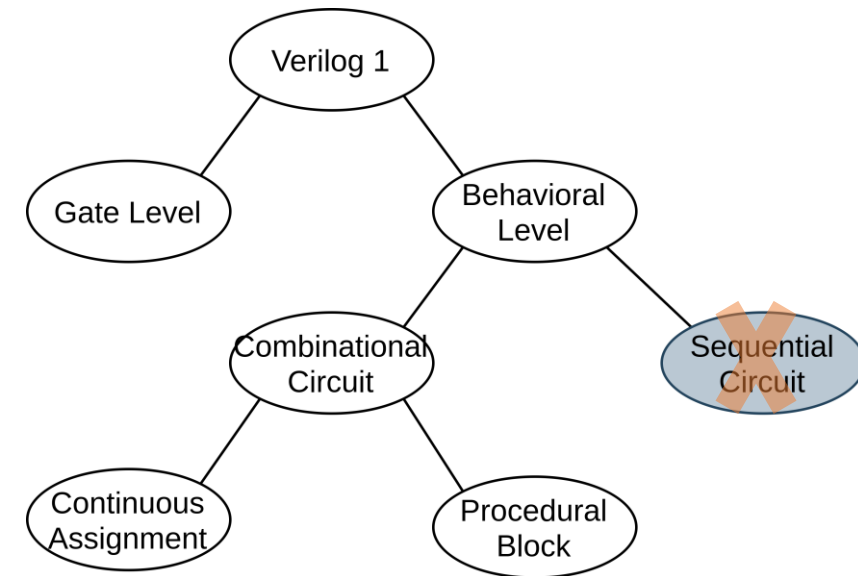 Verilog 1
Gate Level
Behavioral
Level
Combinational
Circuit
Sequential
Circuit
Continuous
Assignment
Procedural
Block